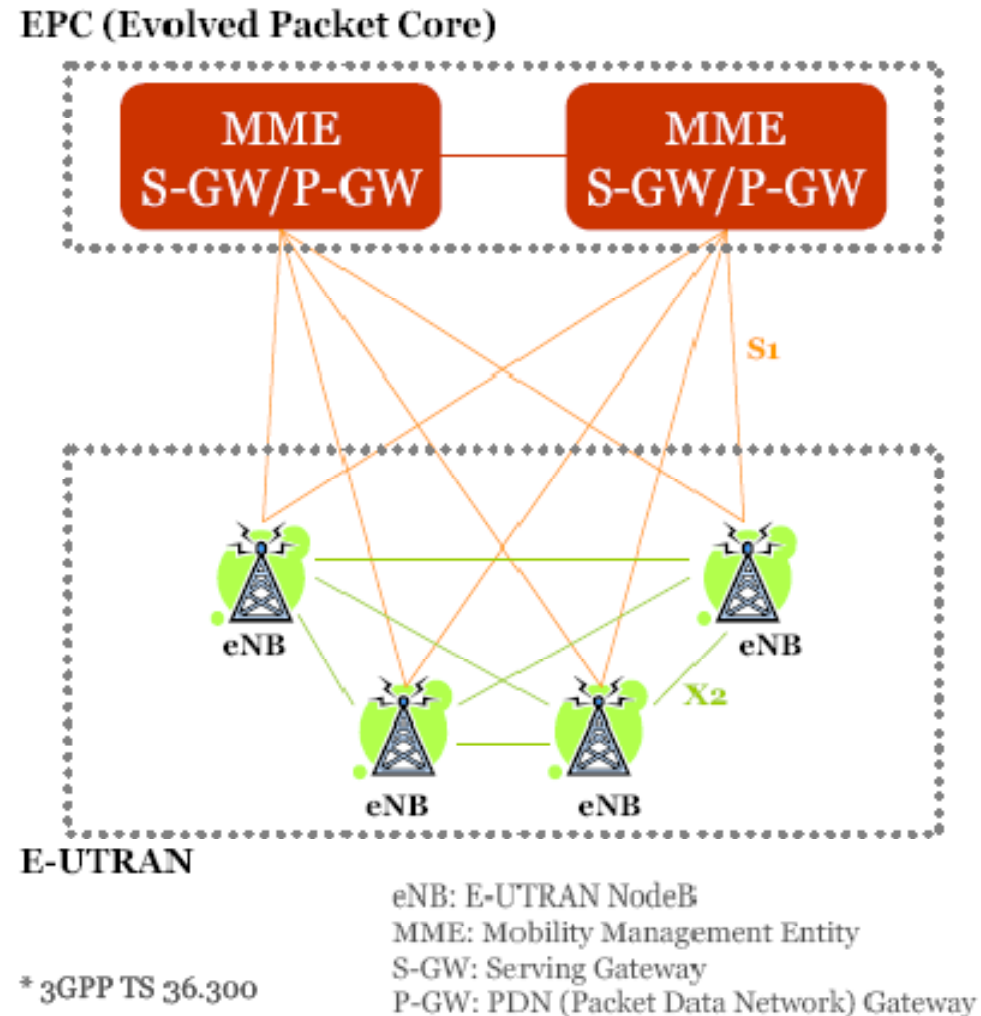 EPC (Evolved Packet Core)
MME
S-GW/P-GW
MME
S-GW/P-GW
S1
eNB
eNB
X2
eNB
eNB
E-UTRAN
eNB: E-UTRAN NodeB
MME: Mobility Management Entity
S-GW: Serving Gateway
* 3GPP TS 36.300
P-GW: PDN (Packet Data Network) Gateway